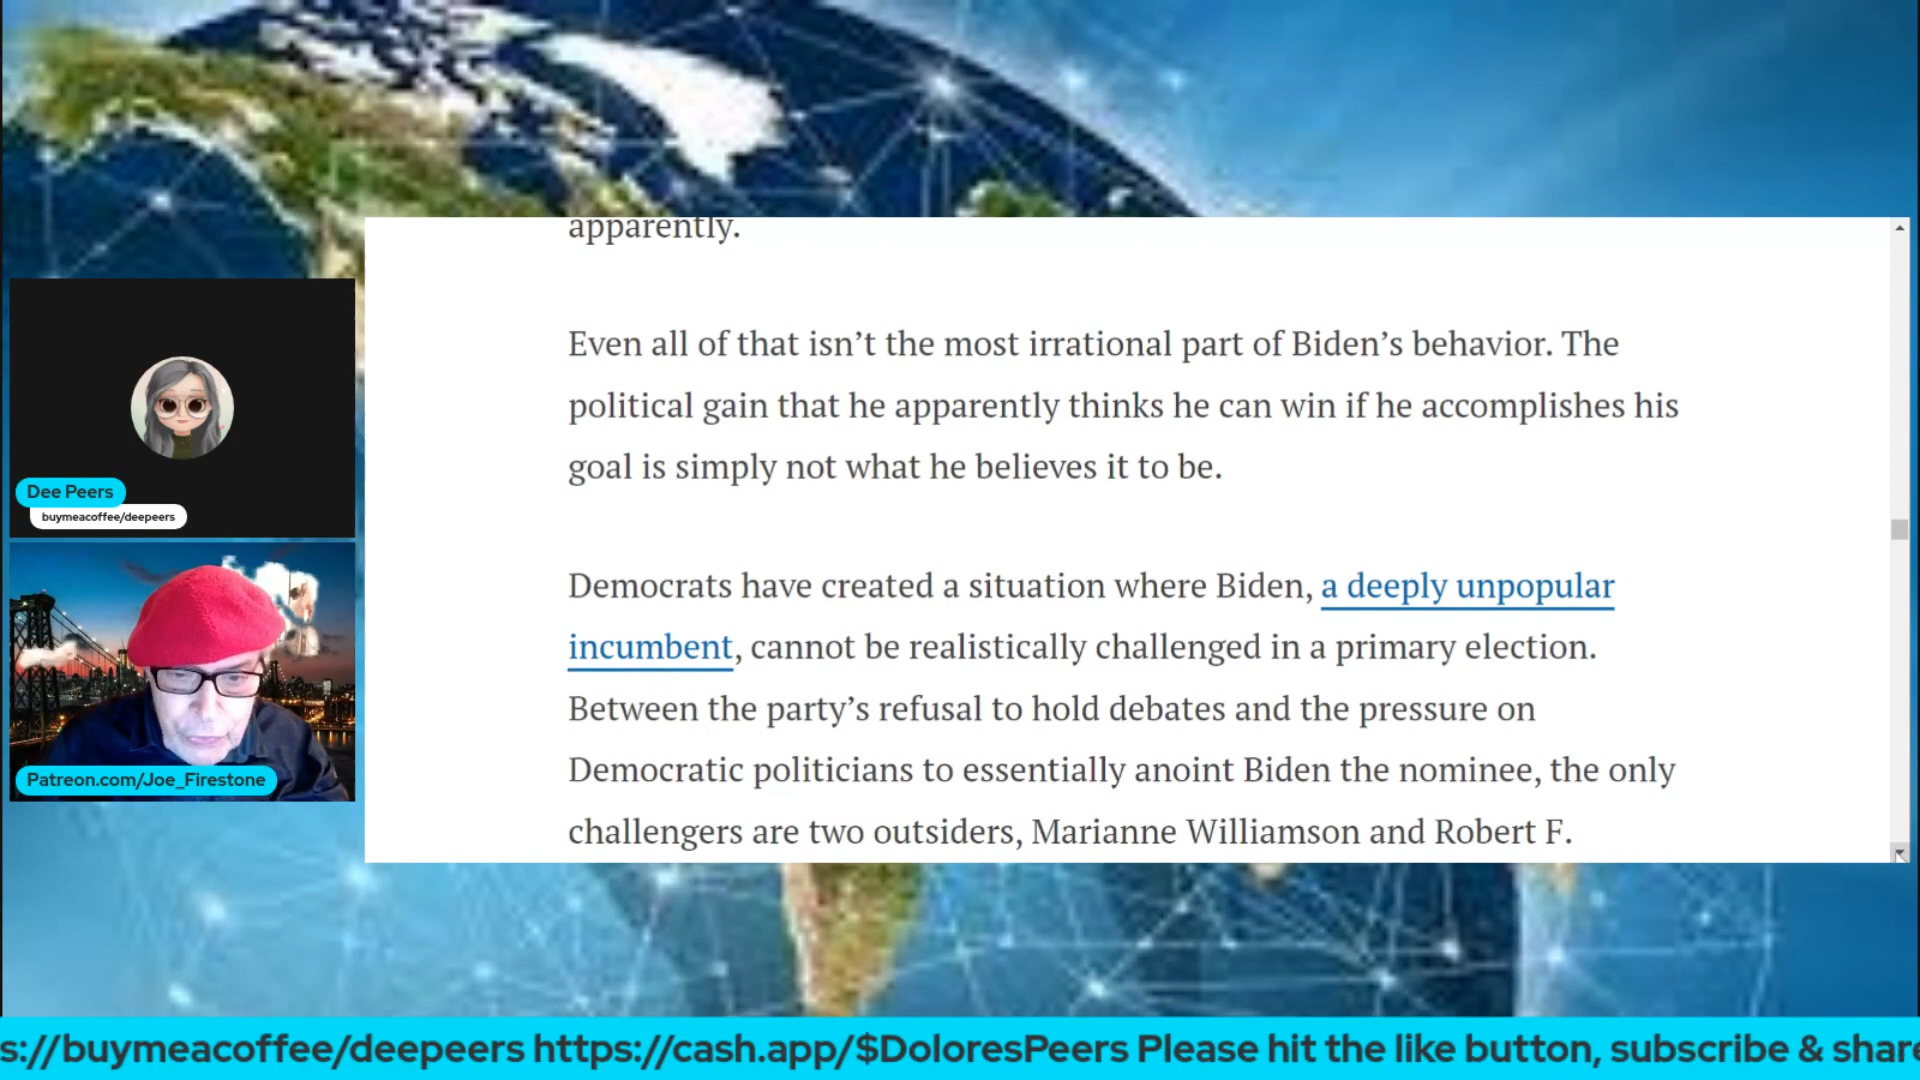 apparently.
Even all of that isn’t the most irrational part of Biden’s behavior. The
political gain that he apparently thinks he can win if he accomplishes his
goal is simply not what he believes it to be.
Democrats have created a situation where Biden, a deeply unpopular
incumbent, cannot be realistically challenged in a primary election.
Between the party’s refusal to hold debates and the pressure on
Democratic politicians to essentially anoint Biden the nominee, the only
challengers are two outsiders, Marianne Williamson and Robert F.
Dee Peers
buymeacoffee/deepeers
Patreon.com/Joe_Firestone
s://buymeacoffee/deepeers https://cash.app/$DoloresPeers Please hit the like button, subscribe & share